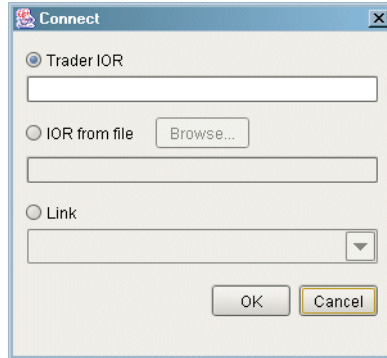 Connect
Trader IOR
IOR from file Browse...
Link
OK Cancel